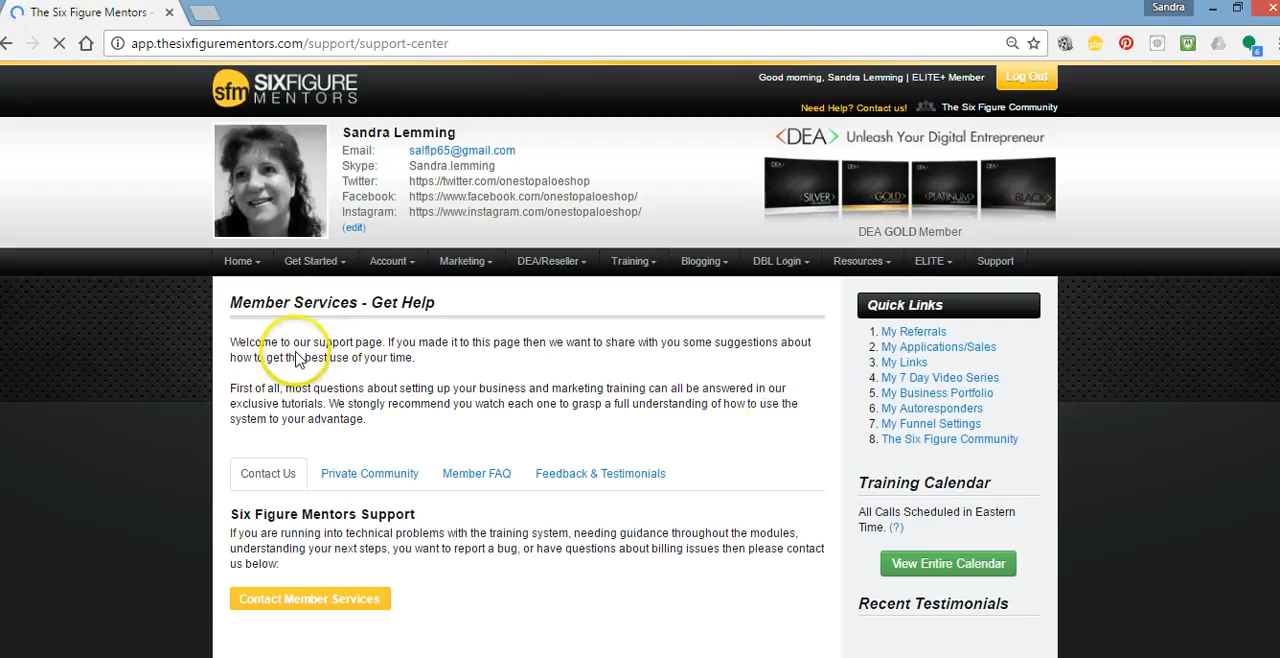 The Six Figure Mentors -
Sandra
app.thesixfigurementors.com/support/support-center
sfm SIXFIGURE MENTORS
Good morning, Sandra Lemming | ELITE+ Member
Log Out
Need Help? Contact us! The Six Figure Community
Sandra Lemming
Email: salflp65@gmail.com
Skype: Sandra.lemming
Twitter: https://twitter.com/onestopaloeshop
Facebook: https://www.facebook.com/onestopaloeshop/
Instagram: https://www.instagram.com/onestopaloeshop/
(edit)
<DEA> Unleash Your Digital Entrepreneur
DEA DEA DEA DEA
SILVER GOLD PLATINUM BLACK
DEA GOLD Member
Home Get Started Account Marketing DEA/Reseller Training Blogging DBL Login Resources ELITE Support
Member Services - Get Help
Welcome to our support page. If you made it to this page then we want to share with you some suggestions about
how to get the best use of your time.
First of all, most questions about setting up your business and marketing training can all be answered in our
exclusive tutorials. We stongly recommend you watch each one to grasp a full understanding of how to use the
system to your advantage.
Contact Us Private Community Member FAQ Feedback & Testimonials
Six Figure Mentors Support
If you are running into technical problems with the training system, needing guidance throughout the modules,
understanding your next steps, you want to report a bug, or have questions about billing issues then please contact
us below:
Contact Member Services
Quick Links
1. My Referrals
2. My Applications/Sales
3. My Links
4. My 7 Day Video Series
5. My Business Portfolio
6. My Autoresponders
7. My Funnel Settings
8. The Six Figure Community
Training Calendar
All Calls Scheduled in Eastern
Time. (?)
View Entire Calendar
Recent Testimonials